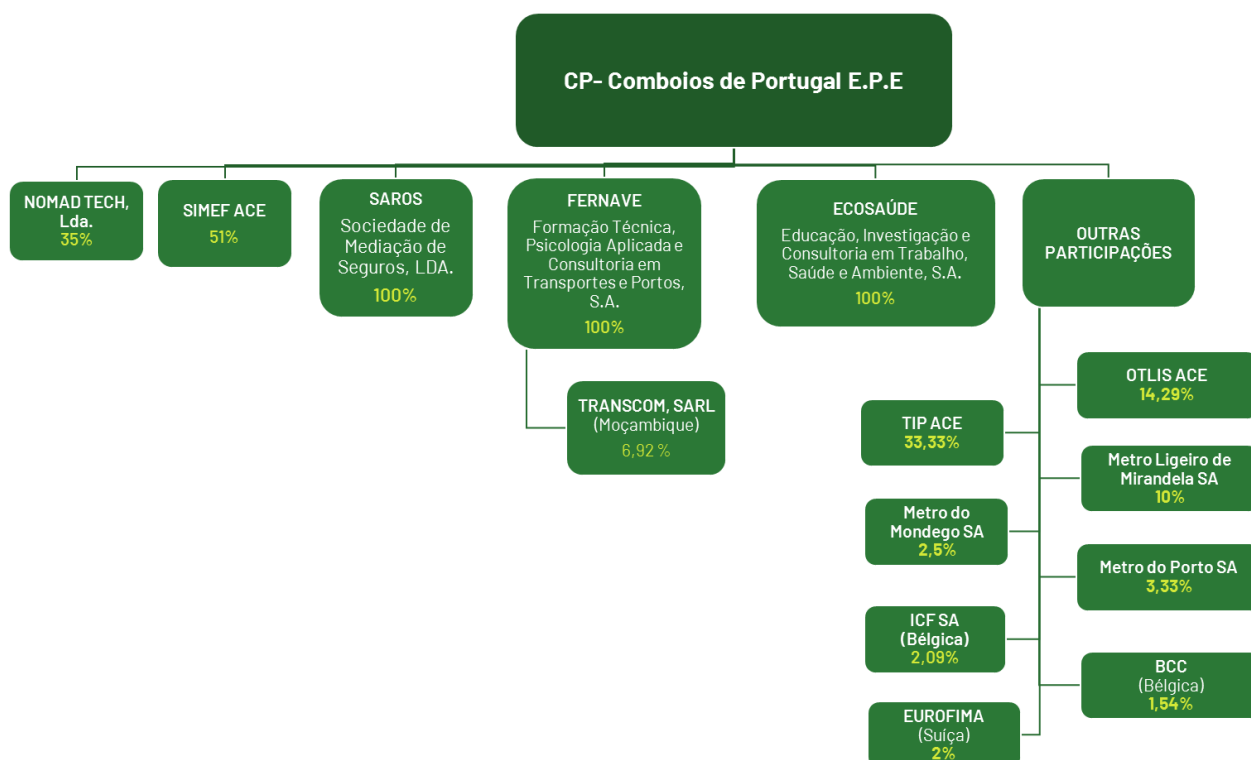 CP- Comboios de Portugal E.P.E
NOMAD TECH,
Lda.
35%
SIMEF ACE
51%
SAROS
Sociedade de
Mediação de
Seguros, LDA.
100%
FERNAVE
Formação Técnica,
Psicologia Aplicada e
Consultoria em
Transportes e Portos,
S.A.
100%
ECOSAÚDE
Educação, Investigação e
Consultoria em Trabalho,
Saúde e Ambiente, S.A.
100%
OUTRAS
PARTICIPAÇÕES
TRANSCOM, SARL
(Moçambique)
6,92 %
OTLIS ACE
14,29%
TIP ACE
33,33%
Metro Ligeiro de
Mirandela SA
10%
Metro do
Mondego SA
2,5%
Metro do Porto SA
3,33%
ICF SA
(Bélgica)
2,09%
BCC
(Bélgica)
1,54%
EUROFIMA
(Suíça)
2%